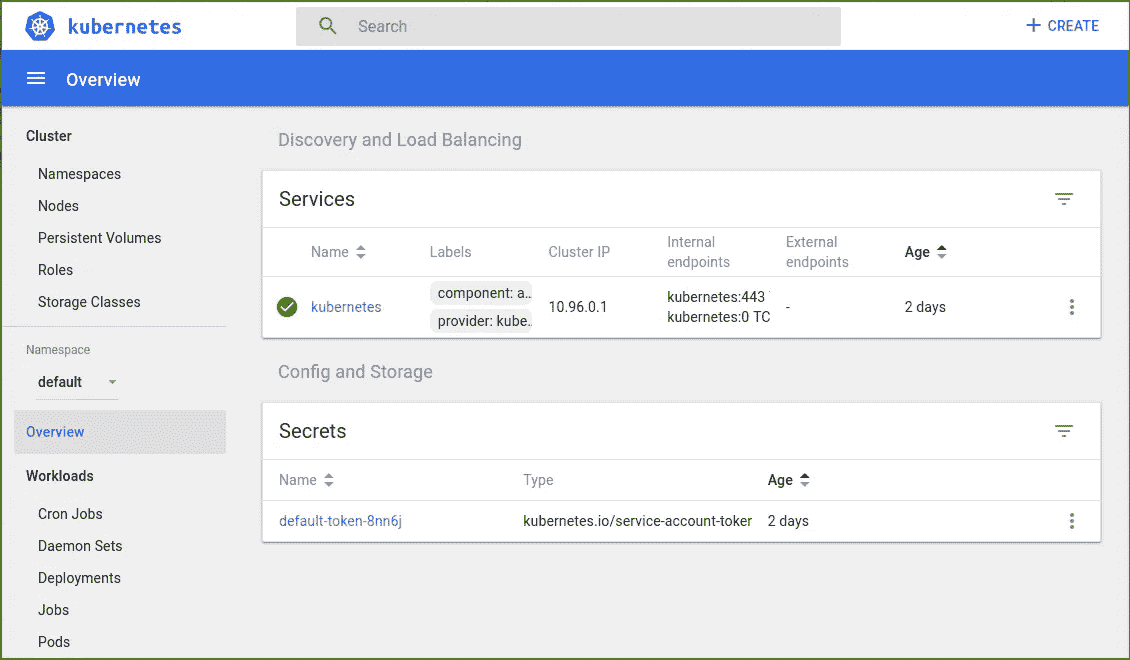 kubernetes
Search
+ CREATE
Overview
Cluster
Namespaces
Nodes
Persistent Volumes
Roles
Storage Classes
Namespace
default
Overview
Workloads
Cron Jobs
Daemon Sets
Deployments
Jobs
Pods
Discovery and Load Balancing
Services
Name Labels Cluster IP Internal endpoints External endpoints Age
kubernetes component: a... 10.96.0.1 kubernetes:443 - 2 days
provider: kube.. kubernetes:0 TC
Config and Storage
Secrets
Name Type Age
default-token-8nn6j kubernetes.io/service-account-toker 2 days